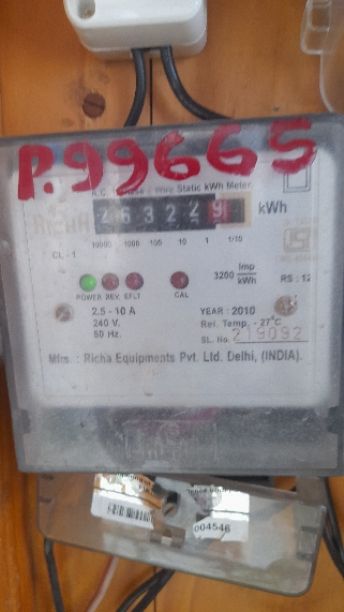 P.99665
A.C. Static kWh Meter
RICHA 263229 kWh
10000 1000 100 10 1 1/10
CL - 1
3200 Imp/kWh RS : 12
POWER REV. EFLT CAL
2.5 - 10 A YEAR : 2010
240 V. Ref. Temp. - 27°C
50 Hz. SL. No. 219092
Mfrs. : Richa Equipments Pvt. Ltd. Delhi, (INDIA).
004546